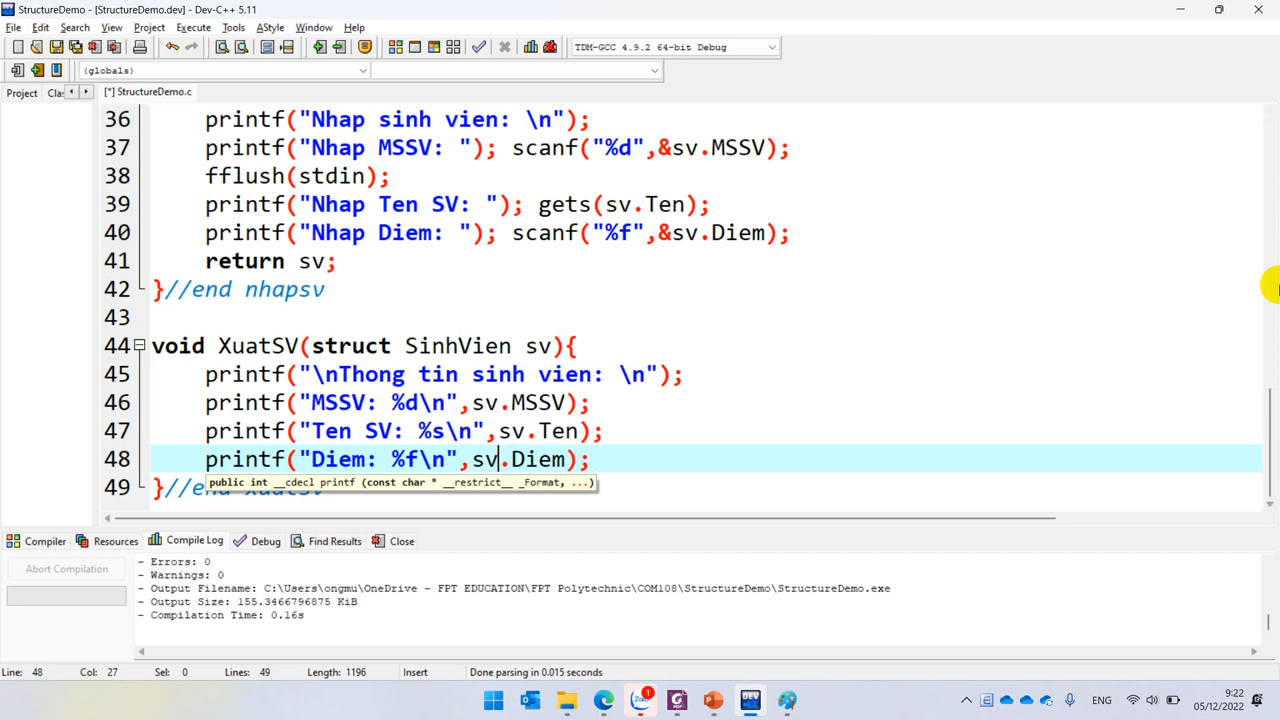 StructureDemo - [StructureDemo.dev] - Dev-C++ 5.11
File Edit Search View Project Execute Tools AStyle Window Help
TDM-GCC 4.9.2 64-bit Debug
(globals)
Project Clas [*] StructureDemo.c
36 printf("Nhap sinh vien: \n");
37 printf("Nhap MSSV: "); scanf("%d",&sv.MSSV);
38 fflush(stdin);
39 printf("Nhap Ten SV: "); gets(sv.Ten);
40 printf("Nhap Diem: "); scanf("%f",&sv.Diem);
41 return sv;
42 }//end nhapsv
43
44 void XuatSV(struct SinhVien sv){
45 printf("\nThong tin sinh vien: \n");
46 printf("MSSV: %d\n",sv.MSSV);
47 printf("Ten SV: %s\n",sv.Ten);
48 printf("Diem: %f\n",sv.Diem);
public int __cdecl printf (const char * __restrict__ _Format, ...)
49 }//end xuatsv
Compiler Resources Compile Log Debug Find Results Close
Abort Compilation
- Errors: 0
- Warnings: 0
- Output Filename: C:\Users\ongmu\OneDrive - FPT EDUCATION\FPT Polytechnic\COM108\StructureDemo\StructureDemo.exe
- Output Size: 155.3466796875 KiB
- Compilation Time: 0.16s
Line: 48 Col: 27 Sel: 0 Lines: 49 Length: 1196 Insert Done parsing in 0.015 seconds
Zalo 1 PDF DEV C++ ENG 9:22
05/12/2022